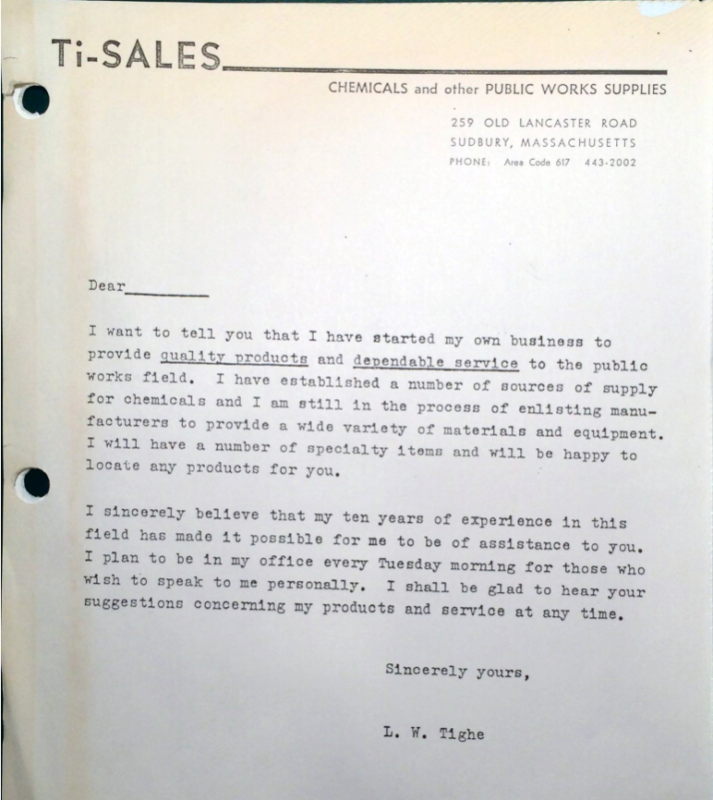 Ti-SALES
CHEMICALS and other PUBLIC WORKS SUPPLIES
259 OLD LANCASTER ROAD
SUDBURY, MASSACHUSETTS
PHONE: Area Code 617 443-2002
Dear________
I want to tell you that I have started my own business to
provide quality products and dependable service to the public
works field. I have established a number of sources of supply
for chemicals and I am still in the process of enlisting manu-
facturers to provide a wide variety of materials and equipment.
I will have a number of specialty items and will be happy to
locate any products for you.
I sincerely believe that my ten years of experience in this
field has made it possible for me to be of assistance to you.
I plan to be in my office every Tuesday morning for those who
wish to speak to me personally. I shall be glad to hear your
suggestions concerning my products and service at any time.
Sincerely yours,
L. W. Tighe